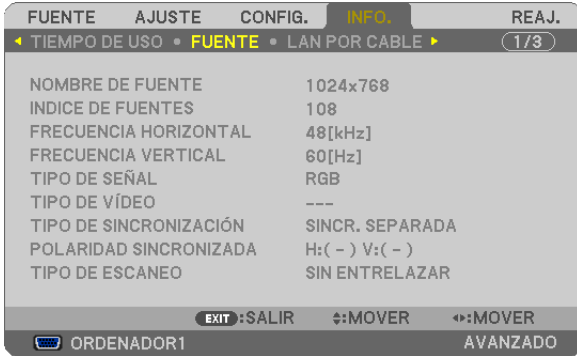 FUENTE AJUSTE CONFIG. INFO. REAJ.
TIEMPO DE USO • FUENTE • LAN POR CABLE 1/3
NOMBRE DE FUENTE 1024x768
INDICE DE FUENTES 108
FRECUENCIA HORIZONTAL 48[kHz]
FRECUENCIA VERTICAL 60[Hz]
TIPO DE SEÑAL RGB
TIPO DE VÍDEO ---
TIPO DE SINCRONIZACIÓN SINCR. SEPARADA
POLARIDAD SINCRONIZADA H:( - ) V:( - )
TIPO DE ESCANEO SIN ENTRELAZAR
EXIT :SALIR :MOVER :MOVER
ORDENADOR1 AVANZADO